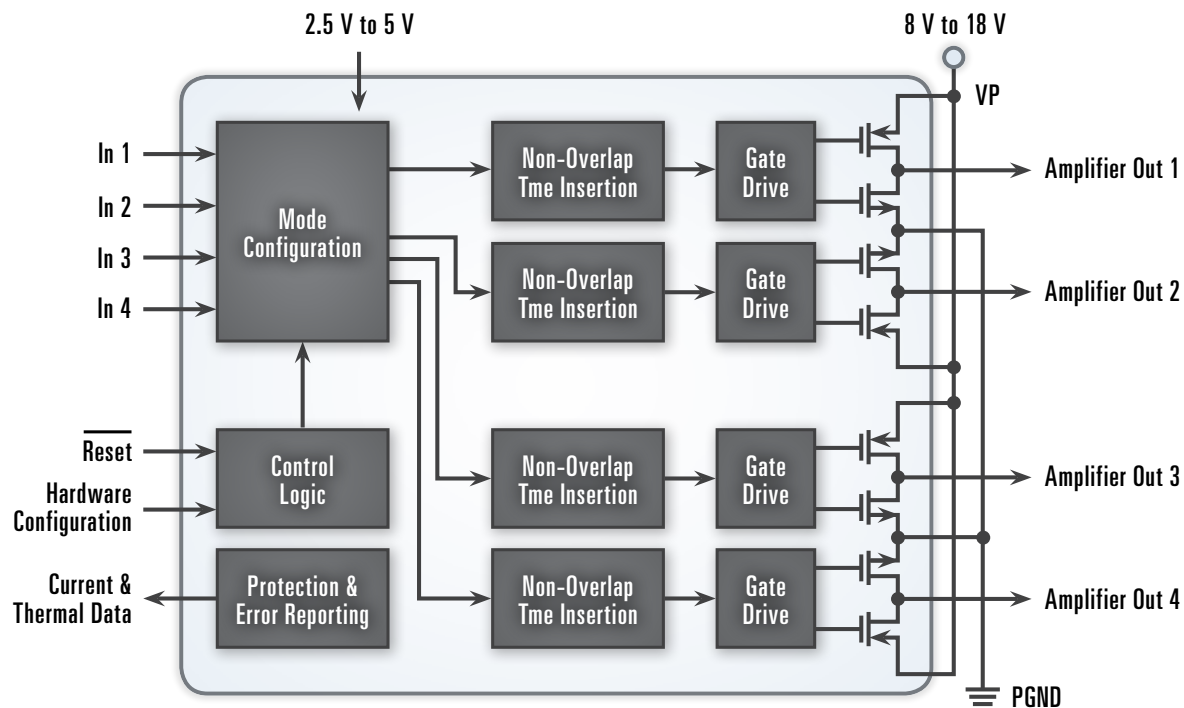 2.5 V to 5 V
8 V to 18 V
VP
In 1
In 2
In 3
In 4
Mode
Configuration
Non-Overlap
Tme Insertion
Gate
Drive
Amplifier Out 1
Non-Overlap
Tme Insertion
Gate
Drive
Amplifier Out 2
Reset
Hardware
Configuration
Control
Logic
Non-Overlap
Tme Insertion
Gate
Drive
Amplifier Out 3
Current &
Thermal Data
Protection &
Error Reporting
Non-Overlap
Tme Insertion
Gate
Drive
Amplifier Out 4
PGND